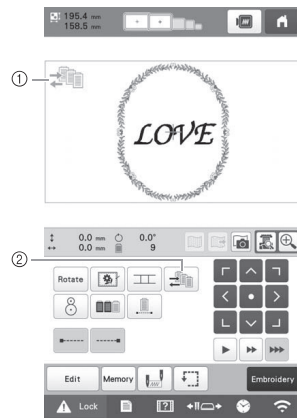 195.4 mm
158.5 mm
①
LOVE
0.0 mm 0.0°
0.0 mm 9
②
Rotate
Edit Memory Embroidery
Lock